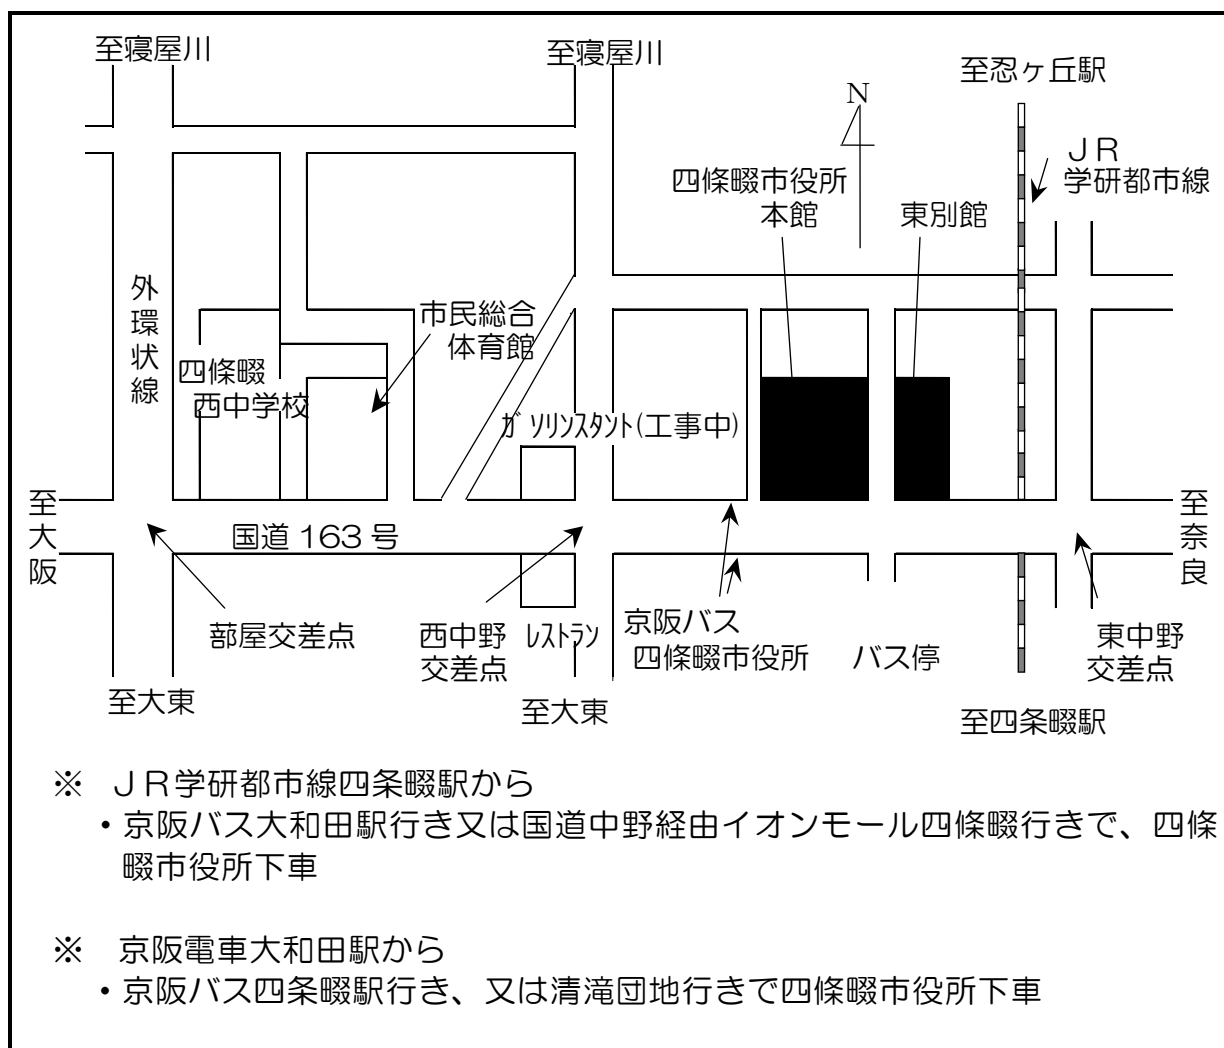 至寝屋川
至寝屋川
至忍ヶ丘駅
N
ＪＲ
学研都市線
四條畷市役所
本館
東別館
外環状線
市民総合
体育館
四條畷
西中学校
ｶﾞｿﾘﾝｽﾀﾝﾄ(工事中)
至大阪
国道163号
至奈良
部屋交差点
西中野
交差点
ﾚｽﾄﾗﾝ
京阪バス
四條畷市役所 バス停
東中野
交差点
至大東
至大東
至四条畷駅
※ ＪＲ学研都市線四条畷駅から
・京阪バス大和田駅行き又は国道中野経由イオンモール四條畷行きで、四條
畷市役所下車
※ 京阪電車大和田駅から
・京阪バス四条畷駅行き、又は清滝団地行きで四條畷市役所下車